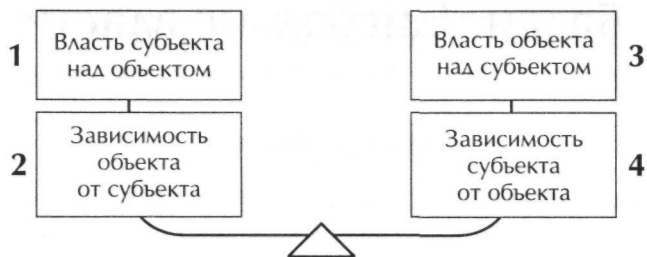 1
Власть субъекта
над объектом
Власть объекта
над субъектом
3
2
Зависимость
объекта
от субъекта
Зависимость
субъекта
от объекта
4